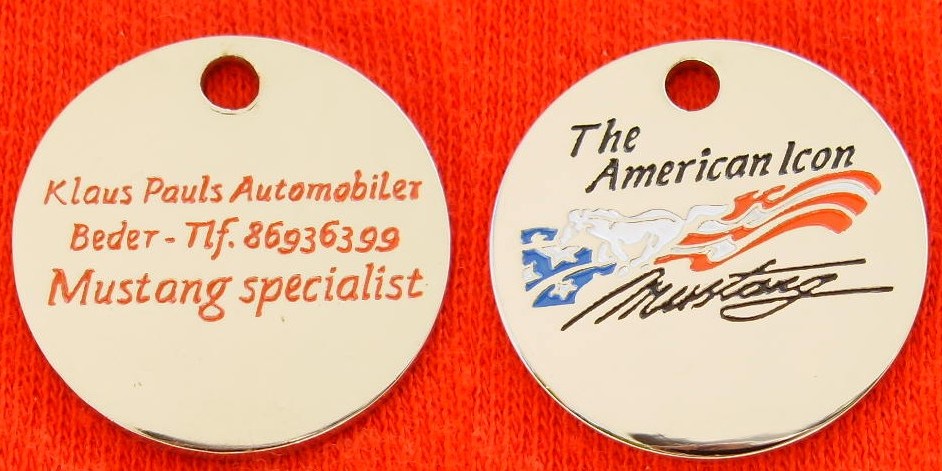 Klaus Pauls Automobiler
Beder - Tlf. 86936399
Mustang specialist
The
American Icon
Mustang